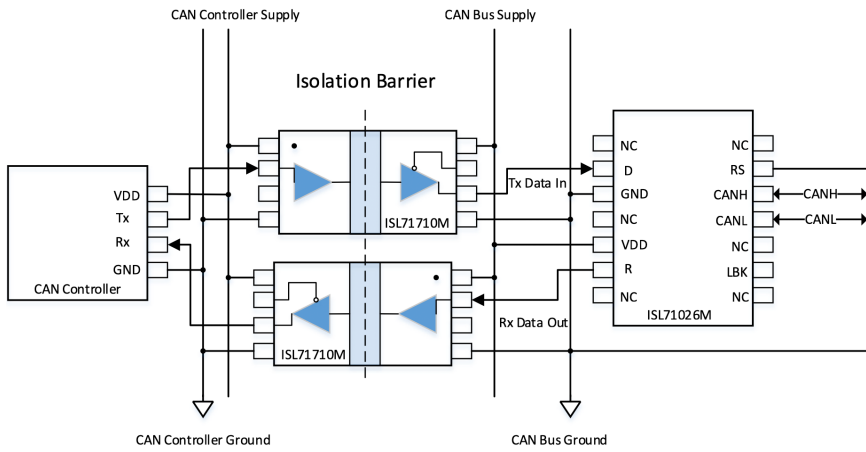 CAN Controller Supply
CAN Bus Supply
Isolation Barrier
VDD
Tx
Rx
GND
CAN Controller
ISL71710M
ISL71710M
Tx Data In
Rx Data Out
NC
D
GND
NC
VDD
R
NC
NC
RS
CANH
CANL
NC
LBK
NC
ISL71026M
CANH
CANL
CAN Controller Ground
CAN Bus Ground